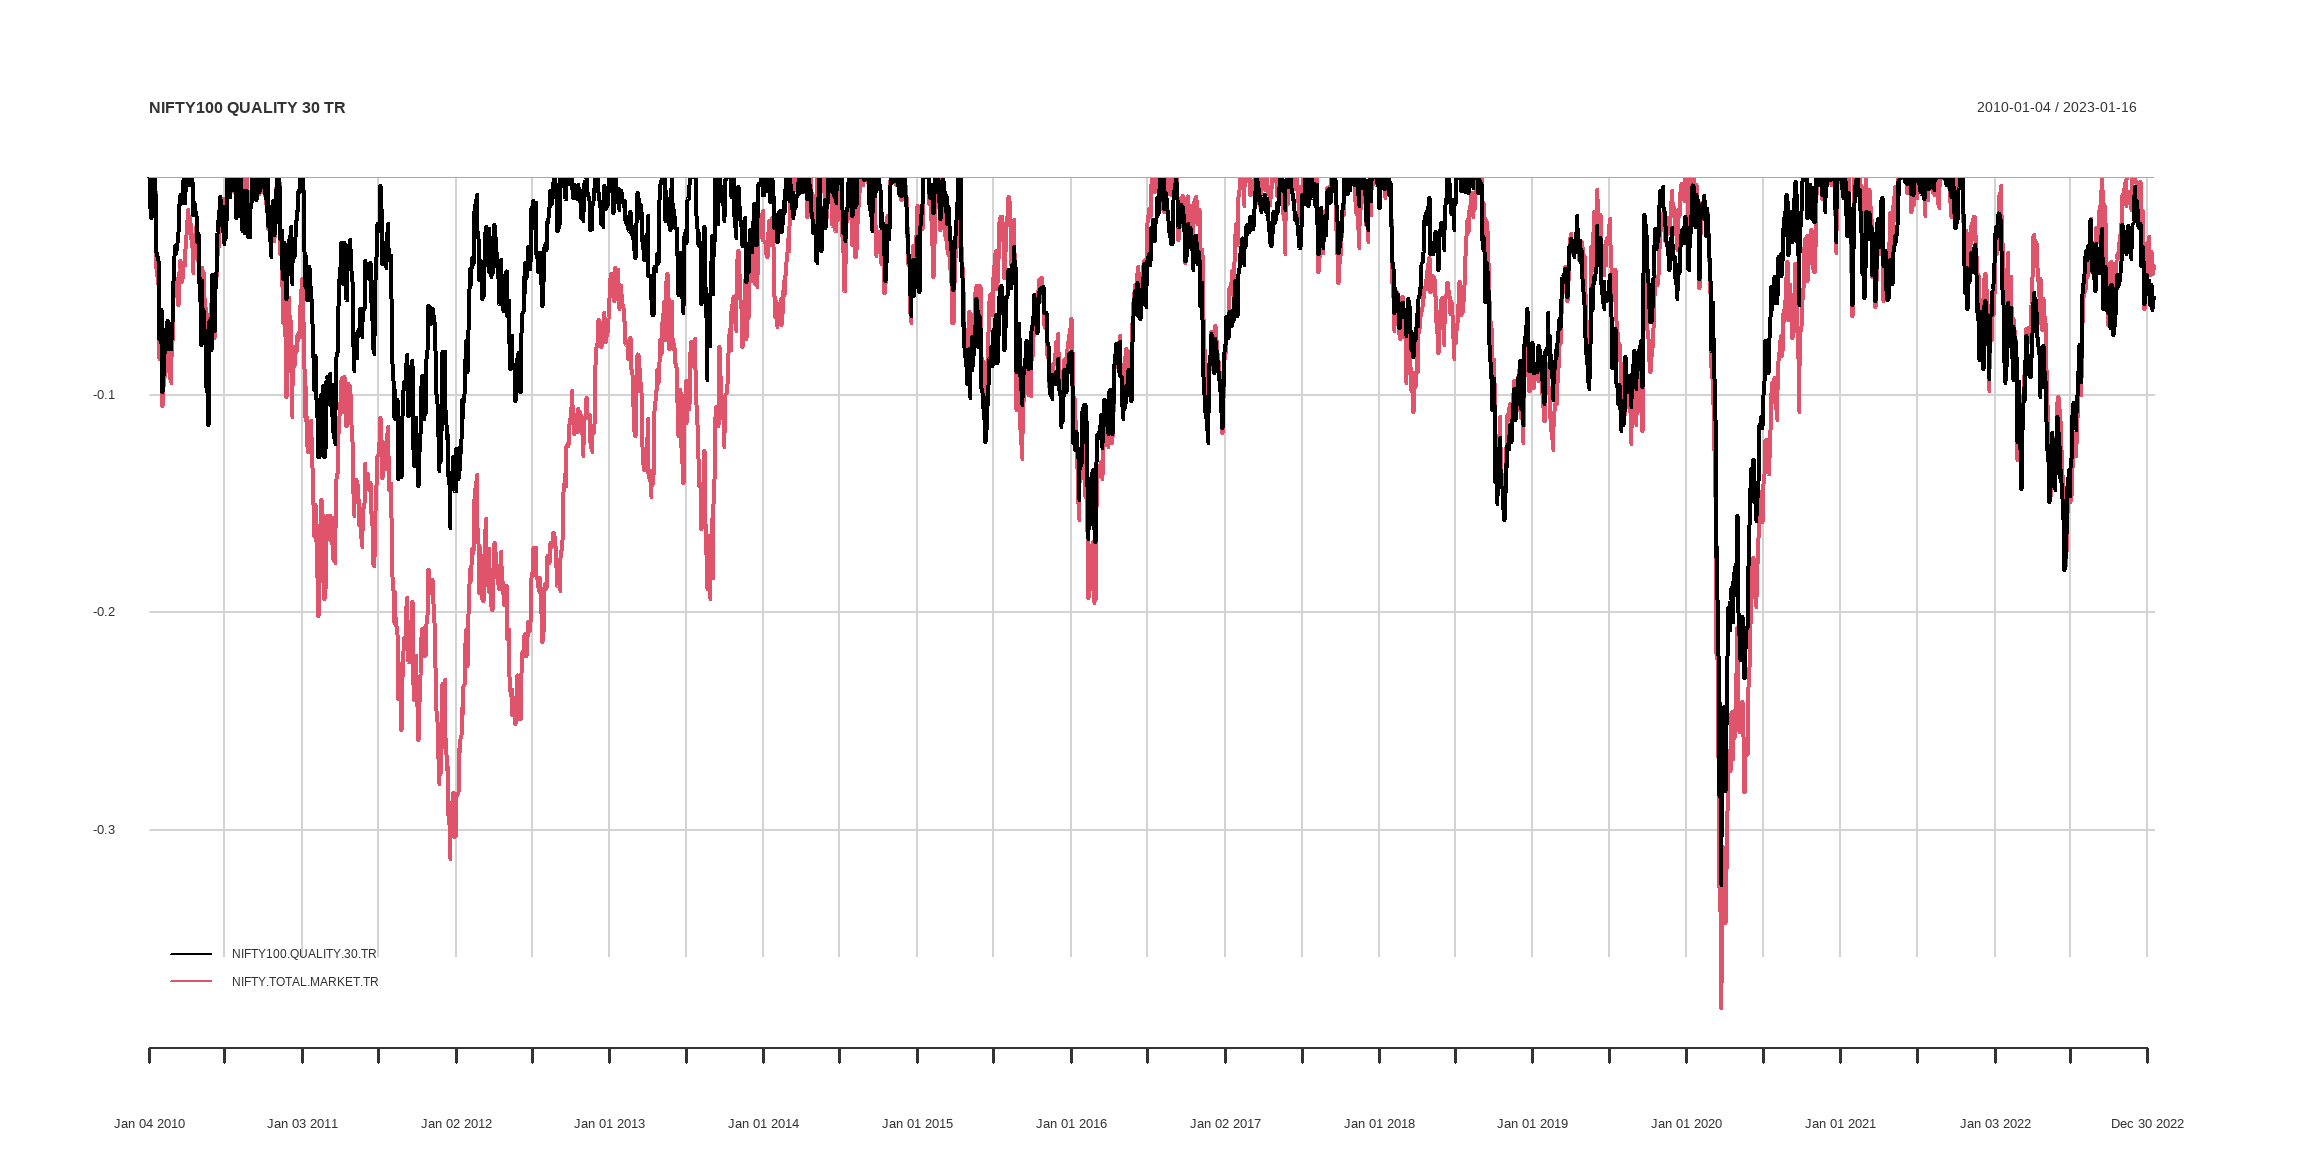 NIFTY100 QUALITY 30 TR
2010-01-04 / 2023-01-16
-0.1
-0.2
-0.3
NIFTY100.QUALITY.30.TR
NIFTY.TOTAL.MARKET.TR
Jan 04 2010 Jan 03 2011 Jan 02 2012 Jan 01 2013 Jan 01 2014 Jan 01 2015 Jan 01 2016 Jan 02 2017 Jan 01 2018 Jan 01 2019 Jan 01 2020 Jan 01 2021 Jan 03 2022 Dec 30 2022